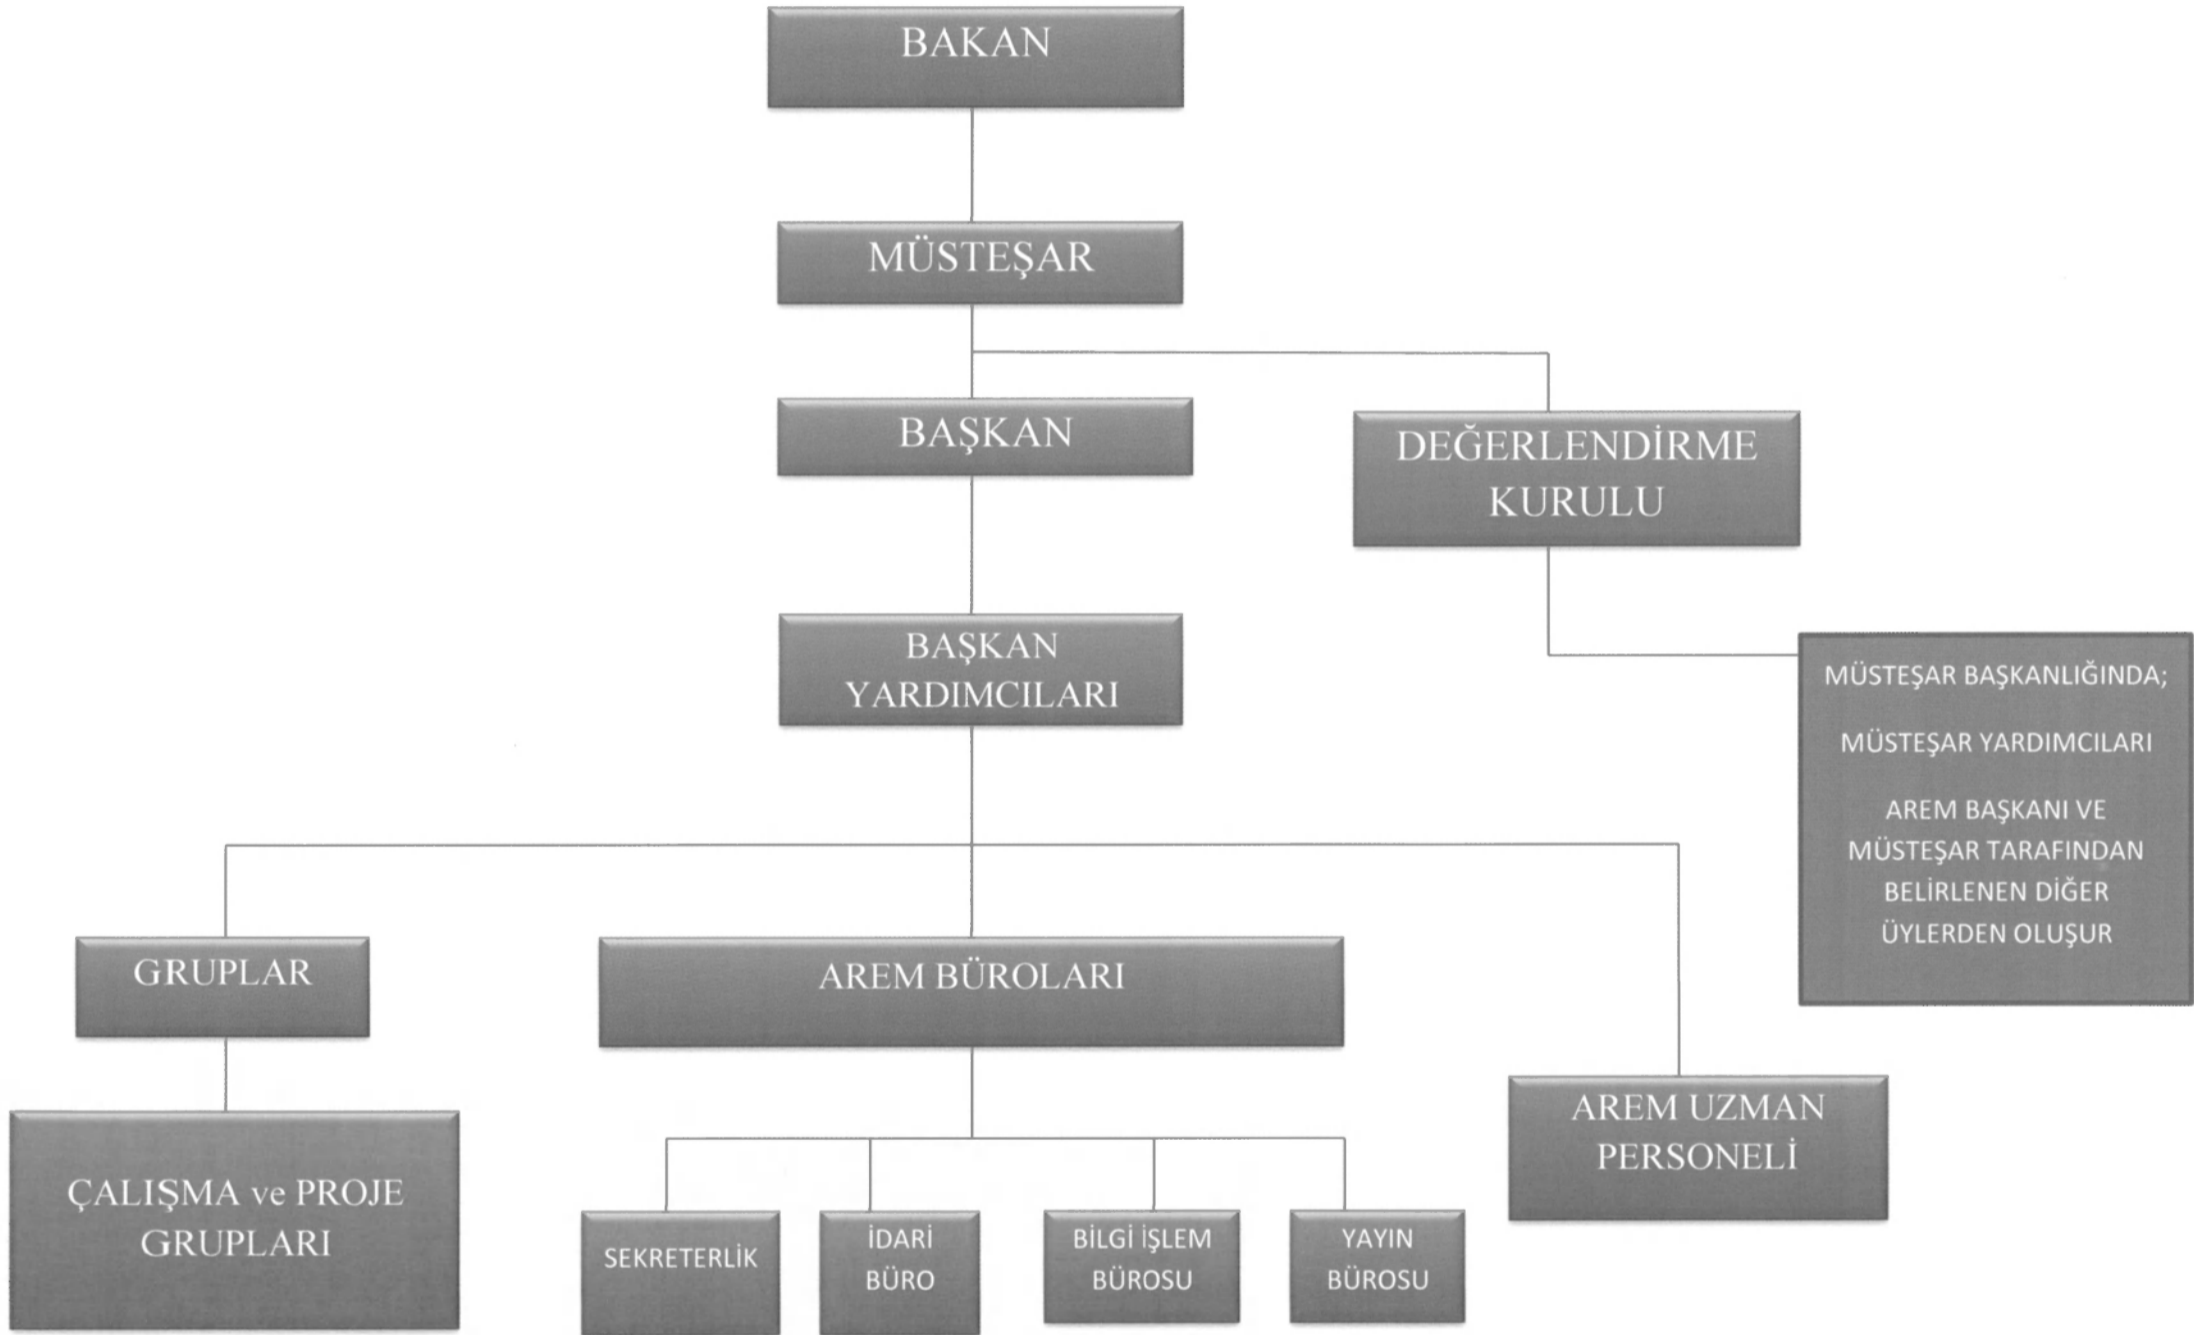 BAKAN
MÜSTEŞAR
BAŞKAN
DEĞERLENDİRME
KURULU
BAŞKAN
YARDIMCILARI
MÜSTEŞAR BAŞKANLIĞINDA;
MÜSTEŞAR YARDIMCILARI
AREM BAŞKANI VE
MÜSTEŞAR TARAFINDAN
BELİRLENEN DİĞER
ÜYLERDEN OLUŞUR
GRUPLAR
AREM BÜROLARI
AREM UZMAN
PERSONELİ
ÇALIŞMA ve PROJE
GRUPLARI
SEKRETERLİK
İDARİ
BÜRO
BİLGİ İŞLEM
BÜROSU
YAYIN
BÜROSU